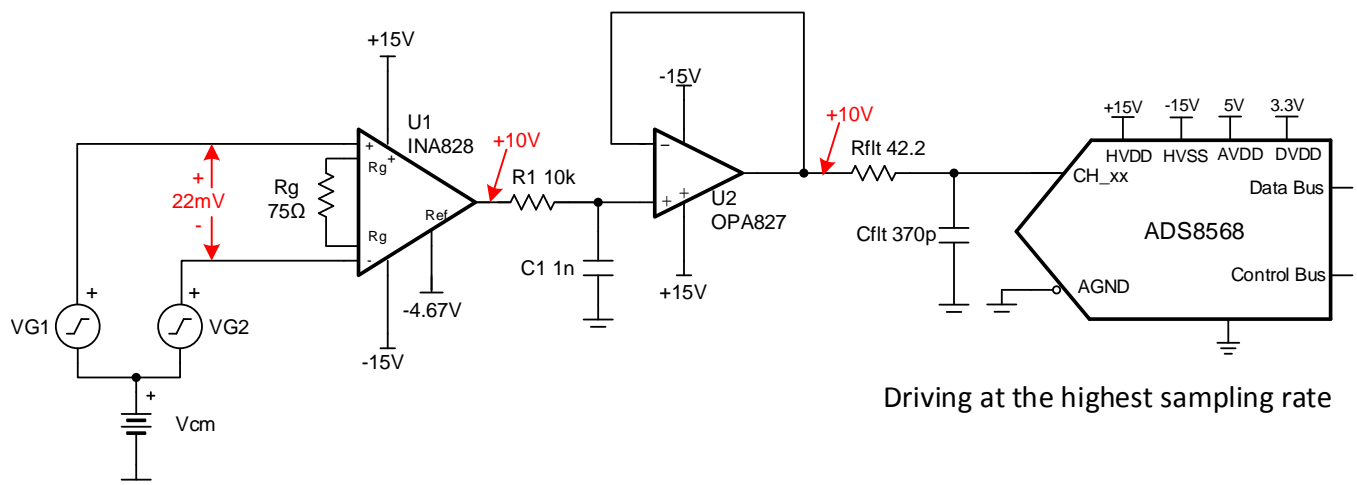 +15V
U1
INA828
+
+
Rg
Rg
75Ω
Rg
Ref
-
-4.67V
-15V
+
22mV
-
+
VG1
+
VG2
+
Vcm
+10V
R1 10k
C1 1n
-15V
−
+
+
U2
OPA827
+15V
+10V
Rflt 42.2
Cflt 370p
+15V
-15V
5V
3.3V
HVDD
HVSS
AVDD
DVDD
CH_xx
Data Bus
ADS8568
Control Bus
AGND
Driving at the highest sampling rate